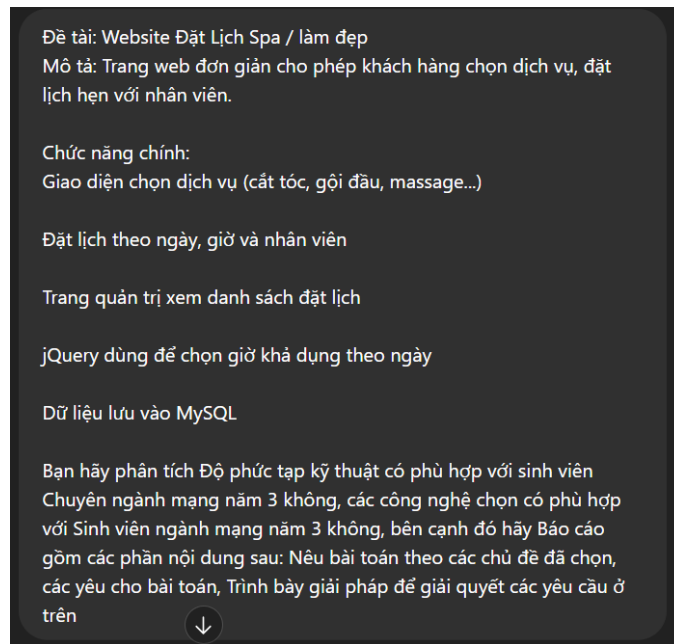 Đề tài: Website Đặt Lịch Spa / làm đẹp
Mô tả: Trang web đơn giản cho phép khách hàng chọn dịch vụ, đặt
lịch hẹn với nhân viên.
Chức năng chính:
Giao diện chọn dịch vụ (cắt tóc, gội đầu, massage...)
Đặt lịch theo ngày, giờ và nhân viên
Trang quản trị xem danh sách đặt lịch
jQuery dùng để chọn giờ khả dụng theo ngày
Dữ liệu lưu vào MySQL
Bạn hãy phân tích Độ phức tạp kỹ thuật có phù hợp với sinh viên
Chuyên ngành mạng năm 3 không, các công nghệ chọn có phù hợp
với Sinh viên ngành mạng năm 3 không, bên cạnh đó hãy Báo cáo
gồm các phần nội dung sau: Nêu bài toán theo các chủ đề đã chọn,
các yêu cho bài toán, Trình bày giải pháp để giải quyết các yêu cầu ở
trên